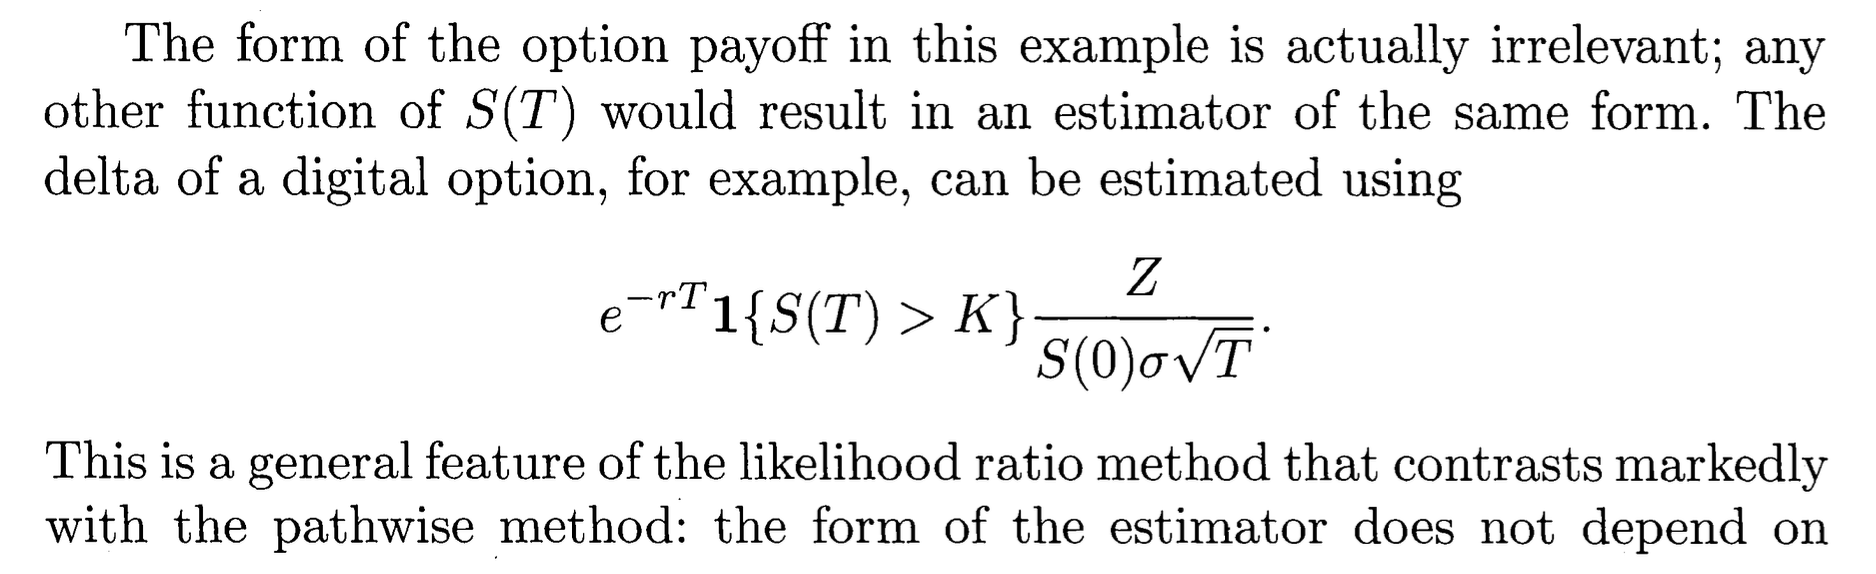 The form of the option payoff in this example is actually irrelevant; any
other function of S(T) would result in an estimator of the same form. The
delta of a digital option, for example, can be estimated using
e^{-rT} 1{S(T) > K} \frac{Z}{S(0)σ\sqrt{T}}.
This is a general feature of the likelihood ratio method that contrasts markedly
with the pathwise method: the form of the estimator does not depend on